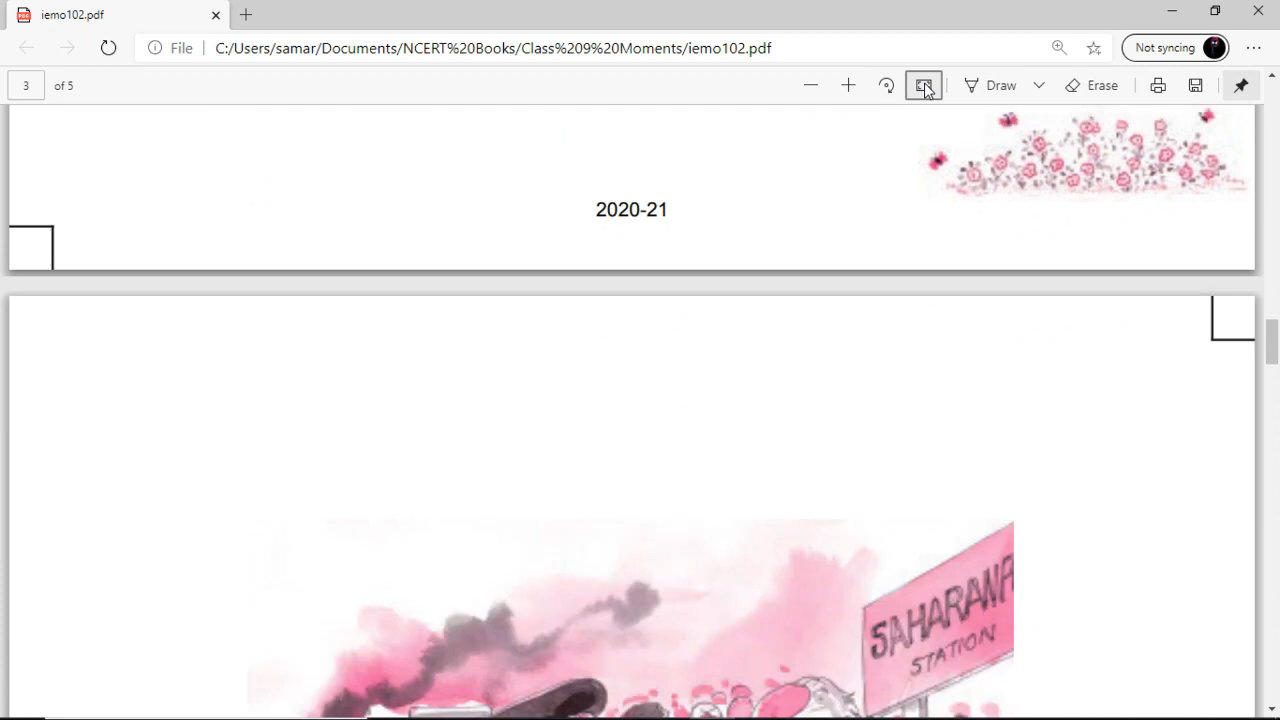 iemo102.pdf
File
C:/Users/samar/Documents/NCERT%20Books/Class%209%20Moments/iemo102.pdf
Not syncing
3 of 5
Draw
Erase
2020-21
SAHARANP
STATION